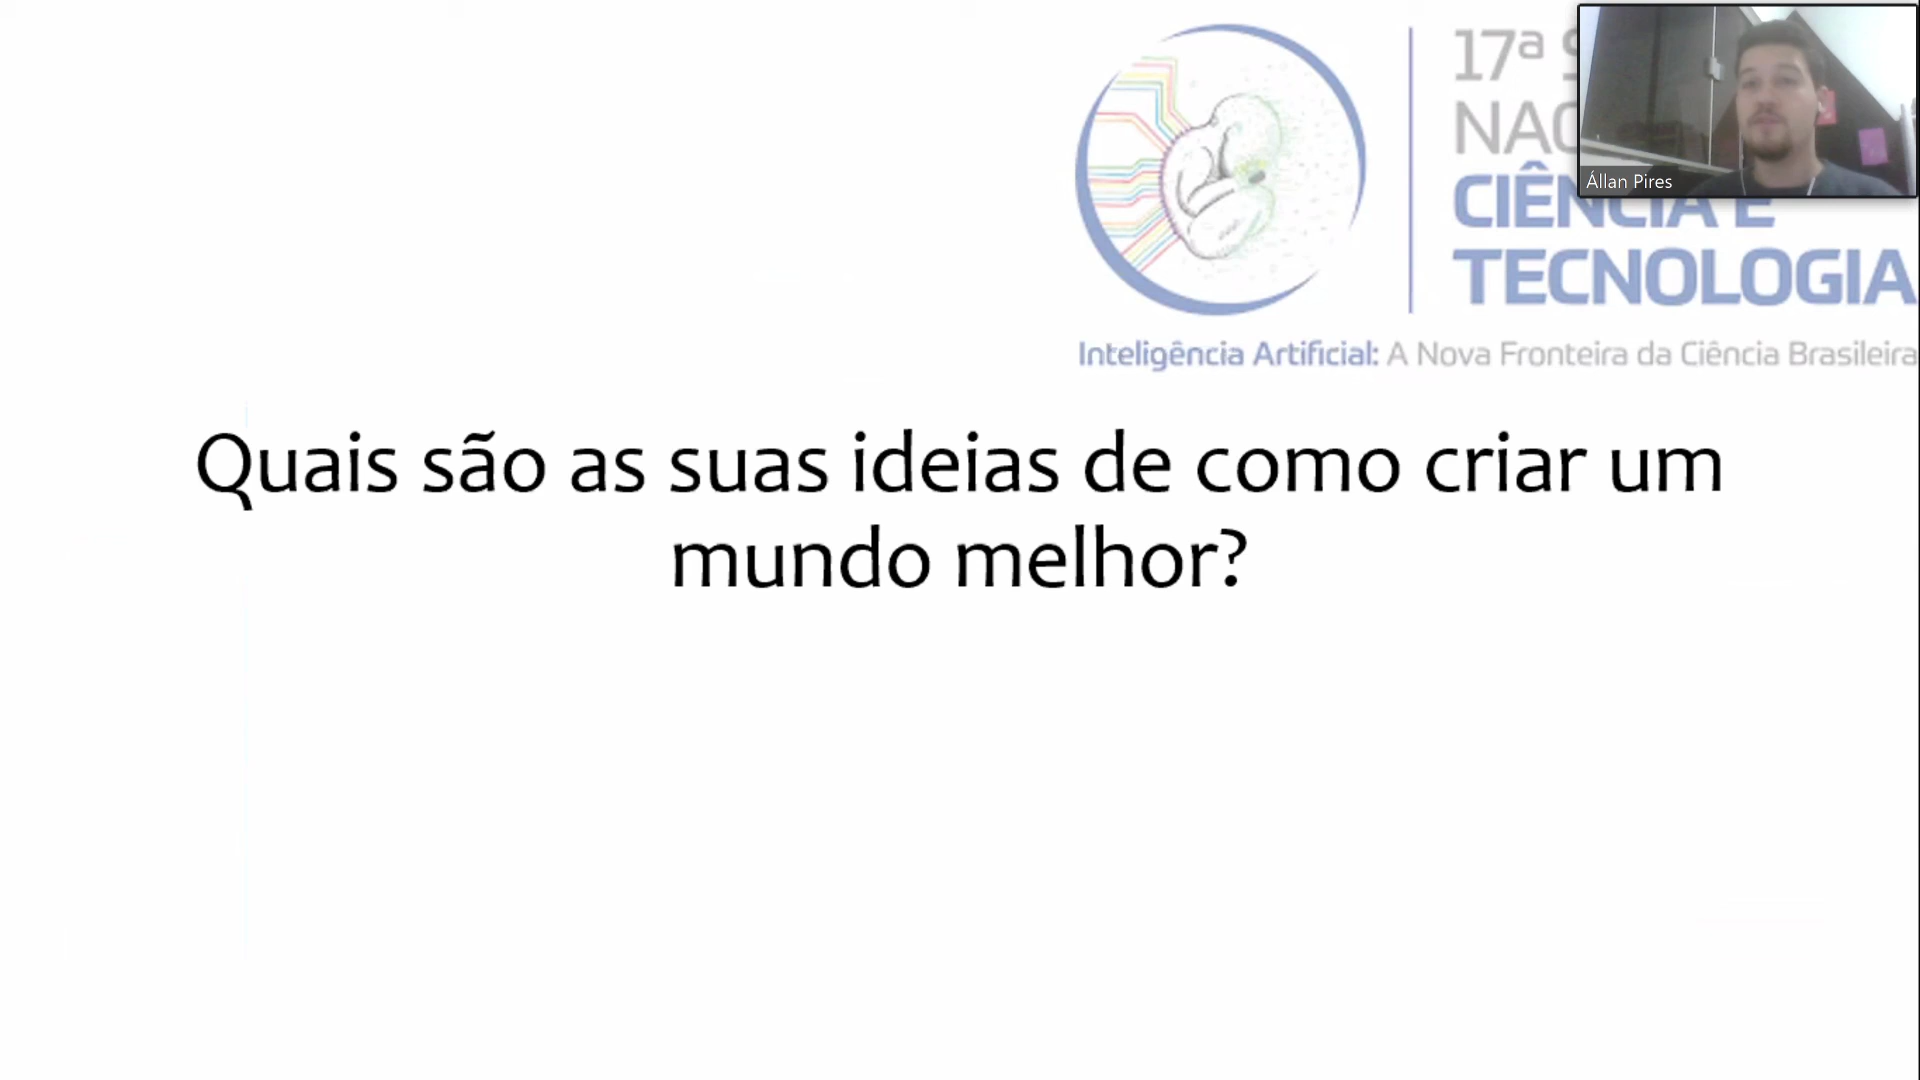 17ª
CIÊNCIA E
TECNOLOGIA
Inteligência Artificial: A Nova Fronteira da Ciência Brasileira
Állan Pires
Quais são as suas ideias de como criar um
mundo melhor?